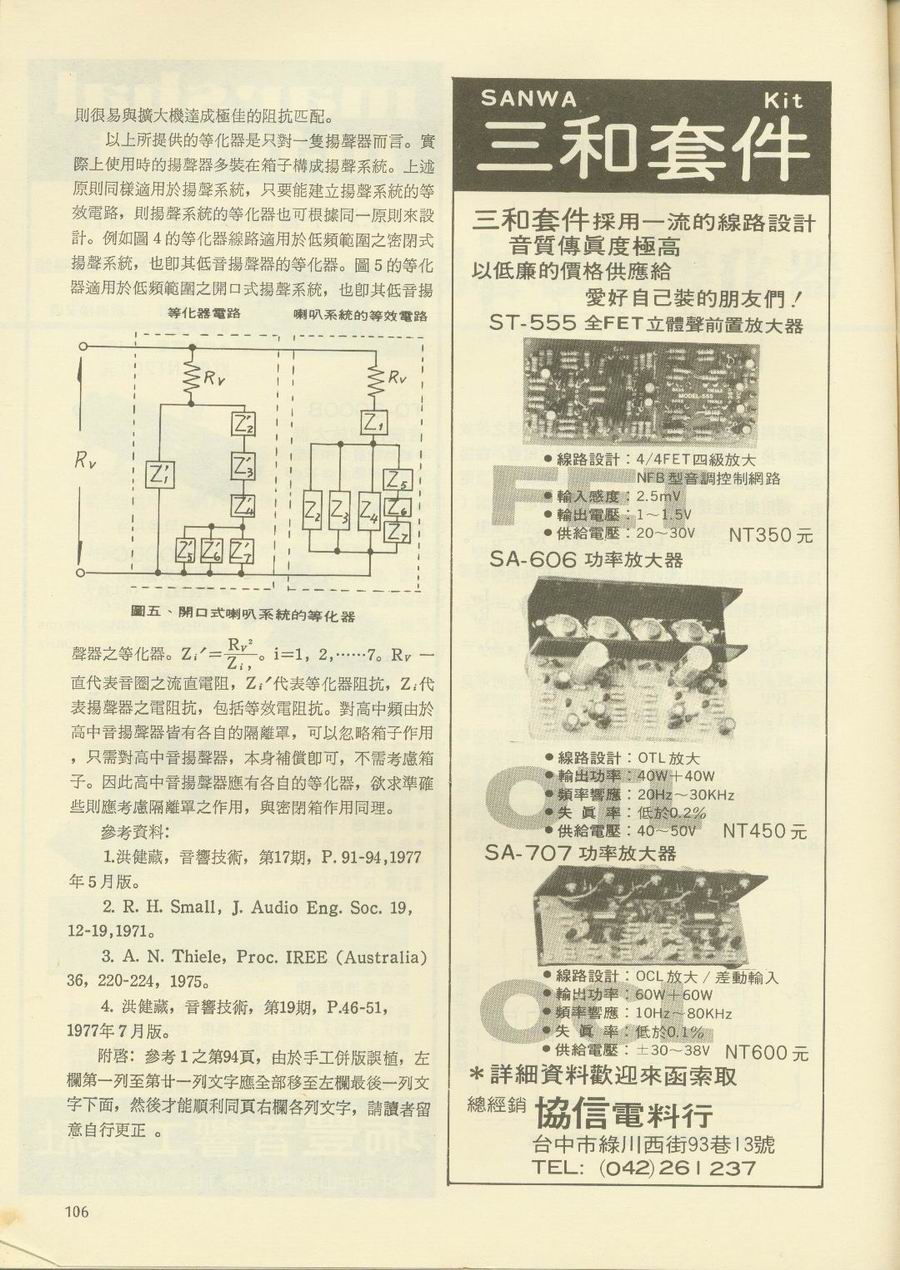 則很易與擴大機達成極佳的阻抗匹配。
以上所提供的等化器是只對一隻揚聲器而言。實
際上使用時的揚聲器多裝在箱子構成揚聲系統。上述
原則同樣適用於揚聲系統，只要能建立揚聲系統的等
效電路，則揚聲系統的等化器也可根據同一原則來設
計。例如圖4的等化器線路適用於低頻範圍之密閉式
揚聲系統，也卽其低音揚聲器的等化器。圖5的等化
器適用於低頻範圍之開口式揚聲系統，也卽其低音揚
等化器電路 喇叭系統的等效電路
Rv Rv
Z₂′ Z₁
Rv Z₁′ Z₃′ Z₅
Z₄′ Z₂ Z₃ Z₄ Z₆
Z₅′ Z₆′ Z₇′ Z₇
圖五、開口式喇叭系統的等化器
聲器之等化器。Zᵢ′=Rv²/Zᵢ，。i=1, 2,……7。Rv 一
直代表音圈之流直電阻，Zᵢ′代表等化器阻抗，Zᵢ代
表揚聲器之電阻抗，包括等效電阻抗。對高中頻由於
高中音揚聲器皆有各自的隔離罩，可以忽略箱子作用
，只需對高中音揚聲器，本身補償卽可，不需考慮箱
子。因此高中音揚聲器應有各自的等化器，欲求準確
些則應考慮隔離罩之作用，與密閉箱作用同理。
參考資料：
1.洪健藏，音響技術，第17期，P. 91-94,1977
年5月版。
2. R. H. Small, J. Audio Eng. Soc. 19,
12-19,1971。
3. A. N. Thiele, Proc. IREE (Australia)
36, 220-224, 1975。
4. 洪健藏，音響技術，第19期，P.46-51,
1977年7月版。
附啓：參考1之第94頁，由於手工併版誤植，左
欄第一列至第廿一列文字應全部移至左欄最後一列文
字下面，然後才能順利同頁右欄各列文字，請讀者留
意自行更正。
106
SANWA Kit
三和套件
三和套件採用一流的線路設計
音質傳眞度極高
以低廉的價格供應給
愛好自己裝的朋友們！
ST-555 全FET立體聲前置放大器
MODEL-555
FET
●線路設計：4/4FET四級放大
NFB型音調控制網路
●輸入感度：2.5mV
●輸出電壓：1～1.5V
●供給電壓：20～30V NT350元
SA-606 功率放大器
OTL
●線路設計：OTL放大
●輸出功率：40W＋40W
●頻率響應：20Hz～30KHz
●失眞率：低於0.2%
●供給電壓：40～50V NT450元
SA-707 功率放大器
OCL
●線路設計：OCL放大/差動輸入
●輸出功率：60W＋60W
●頻率響應：10Hz～80KHz
●失眞率：低於0.1%
●供給電壓：±30～38V NT600元
＊詳細資料歡迎來函索取
總經銷 協信電料行
台中市綠川西街93巷13號
TEL: (042)261237